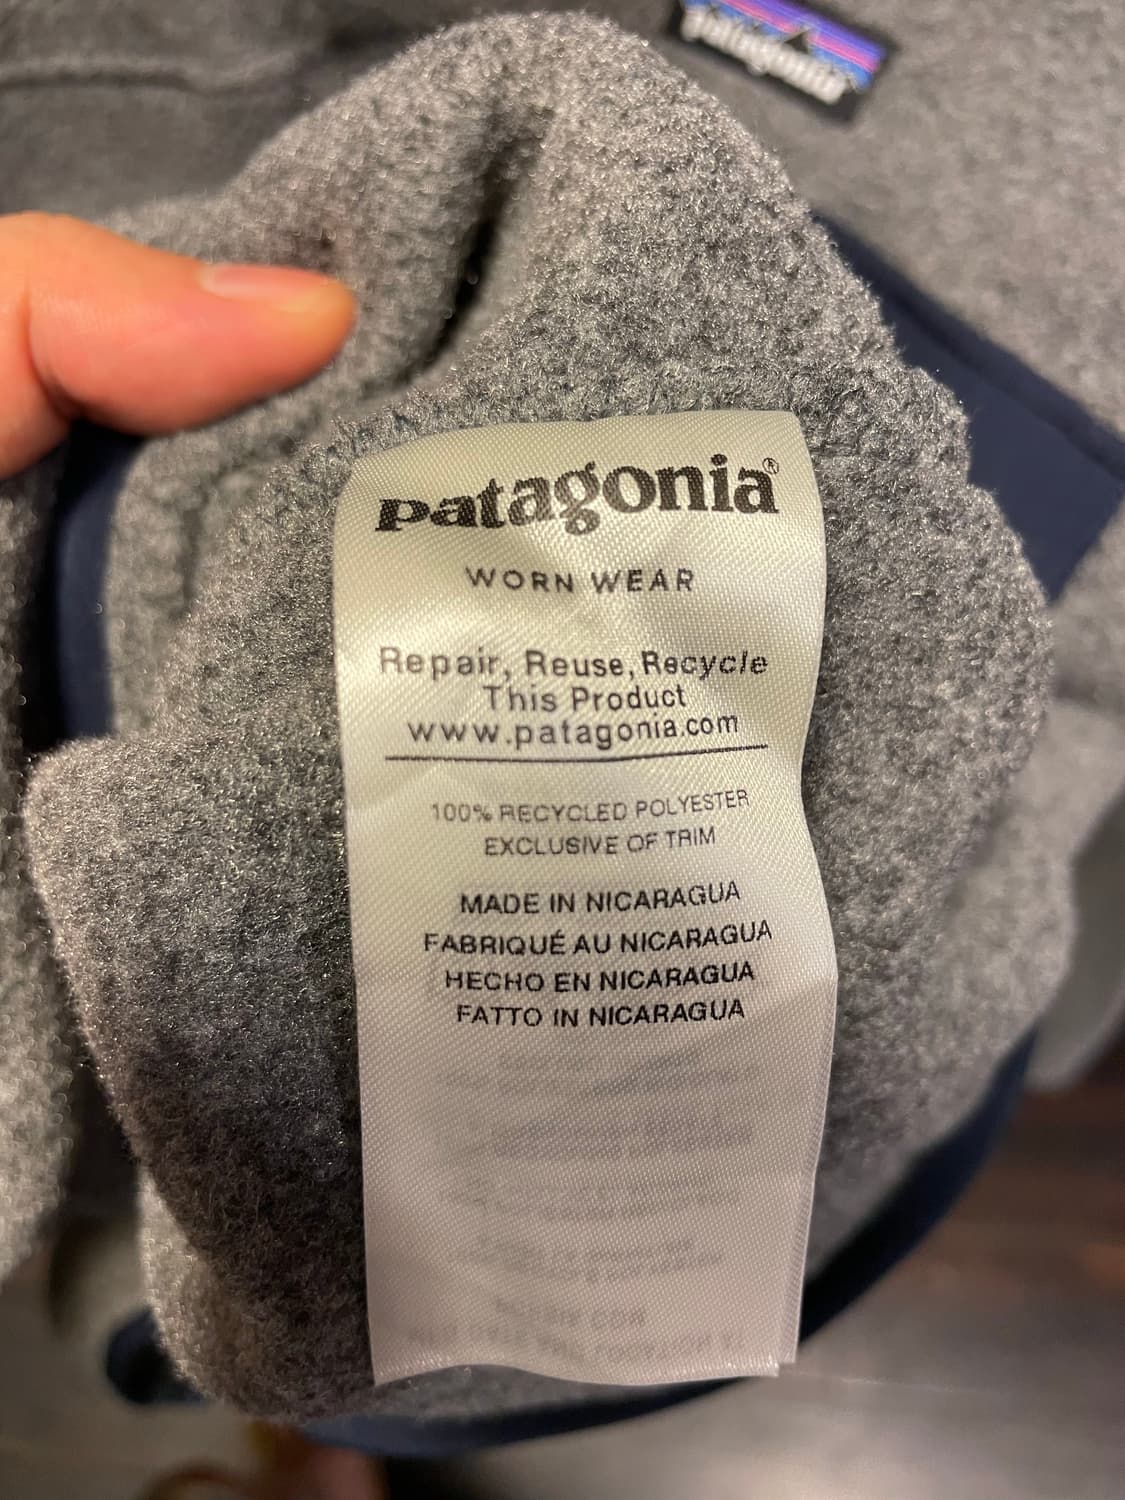 patagonia
patagonia®
WORN WEAR
Repair, Reuse, Recycle
This Product
www.patagonia.com
100% RECYCLED POLYESTER
EXCLUSIVE OF TRIM
MADE IN NICARAGUA
FABRIQUÉ AU NICARAGUA
HECHO EN NICARAGUA
FATTO IN NICARAGUA